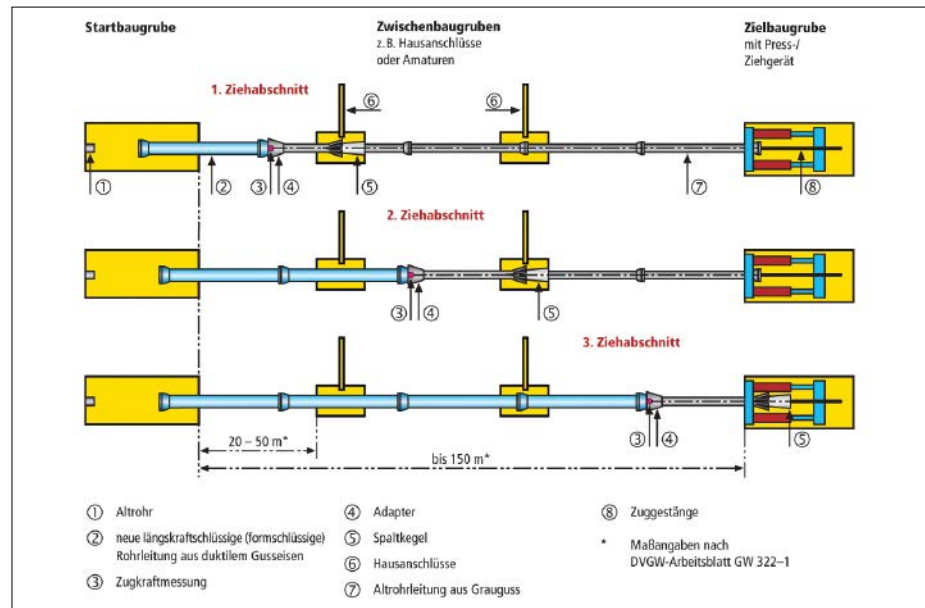 Startbaugrube
Zwischenbaugruben
z.B. Hausanschlüsse
oder Amaturen
Zielbaugrube
mit Press-/
Ziehgerät
1. Ziehabschnitt
⑥
⑥
①
②
③
④
⑤
⑦
⑧
2. Ziehabschnitt
③
④
⑤
3. Ziehabschnitt
③
④
⑤
20 – 50 m*
bis 150 m*
① Altrohr
② neue längskraftschlüssige (formschlüssige)
Rohrleitung aus duktilem Gusseisen
③ Zugkraftmessung
④ Adapter
⑤ Spaltkegel
⑥ Hausanschlüsse
⑦ Altrohrleitung aus Grauguss
⑧ Zuggestänge
* Maßangaben nach
DVGW-Arbeitsblatt GW 322–1